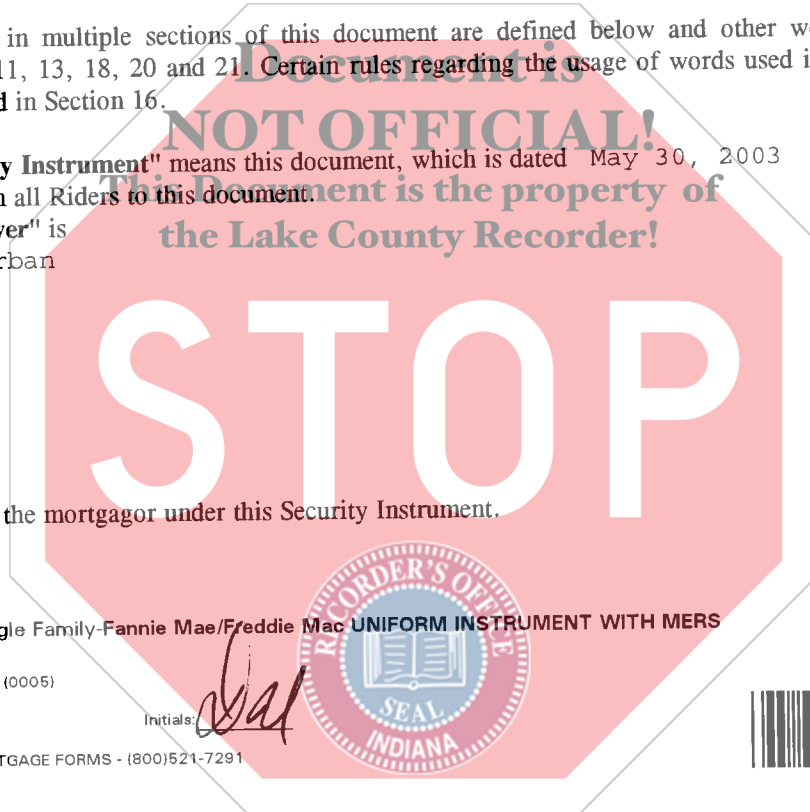 in multiple sections of this document are defined below and other w
11, 13, 18, 20 and 21. Certain rules regarding the usage of words used i
d in Section 16.
Document is
NOT OFFICIAL!
This Document is the property of
the Lake County Recorder!
y Instrument" means this document, which is dated May 30, 2003
n all Riders to this document.
ver" is
rban
STOP
the mortgagor under this Security Instrument.
gle Family-Fannie Mae/Freddie Mac UNIFORM INSTRUMENT WITH MERS
(0005)
Initials:
TGAGE FORMS - (800)521-7291
RECORDER'S OFFICE
SEAL
INDIANA